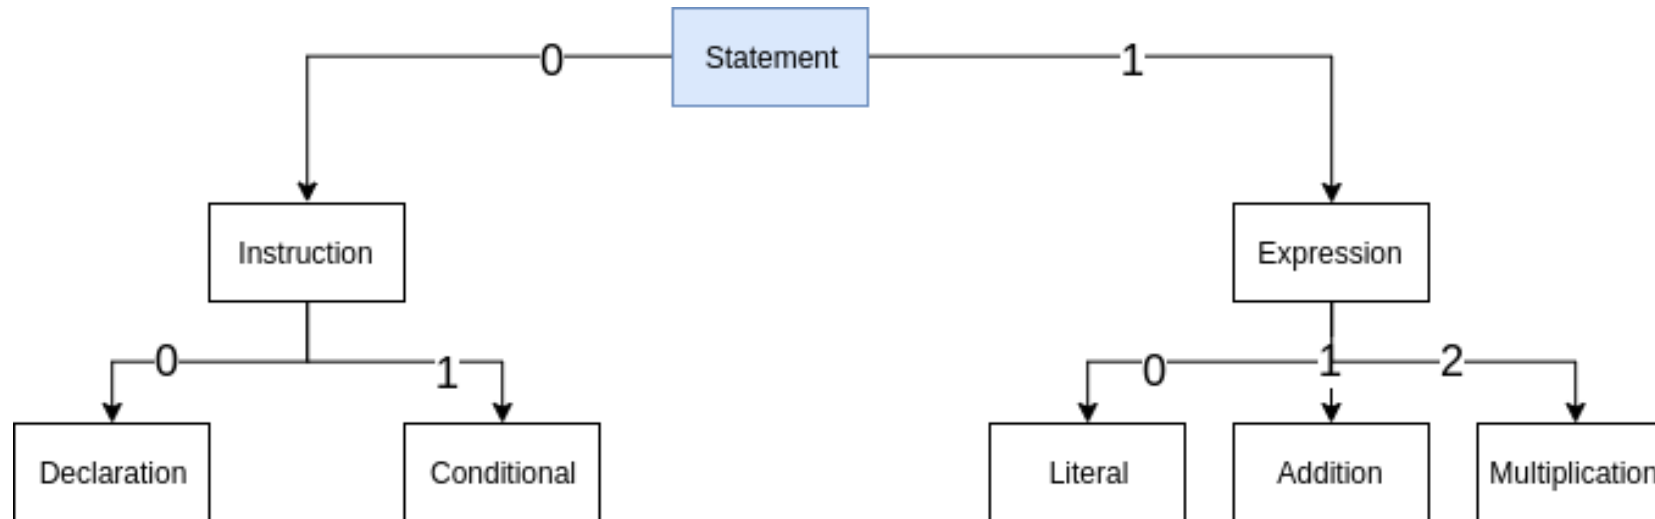 0
Statement
1
Instruction
Expression
0
1
0
1
2
Declaration
Conditional
Literal
Addition
Multiplication